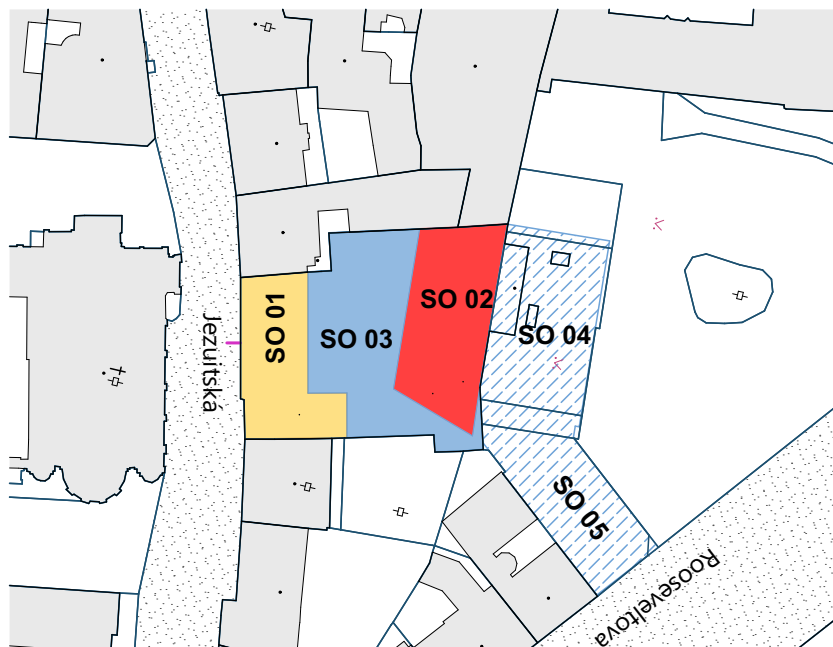 SO 01
SO 02
SO 03
SO 04
SO 05
Jezuitská
Rooseveltova